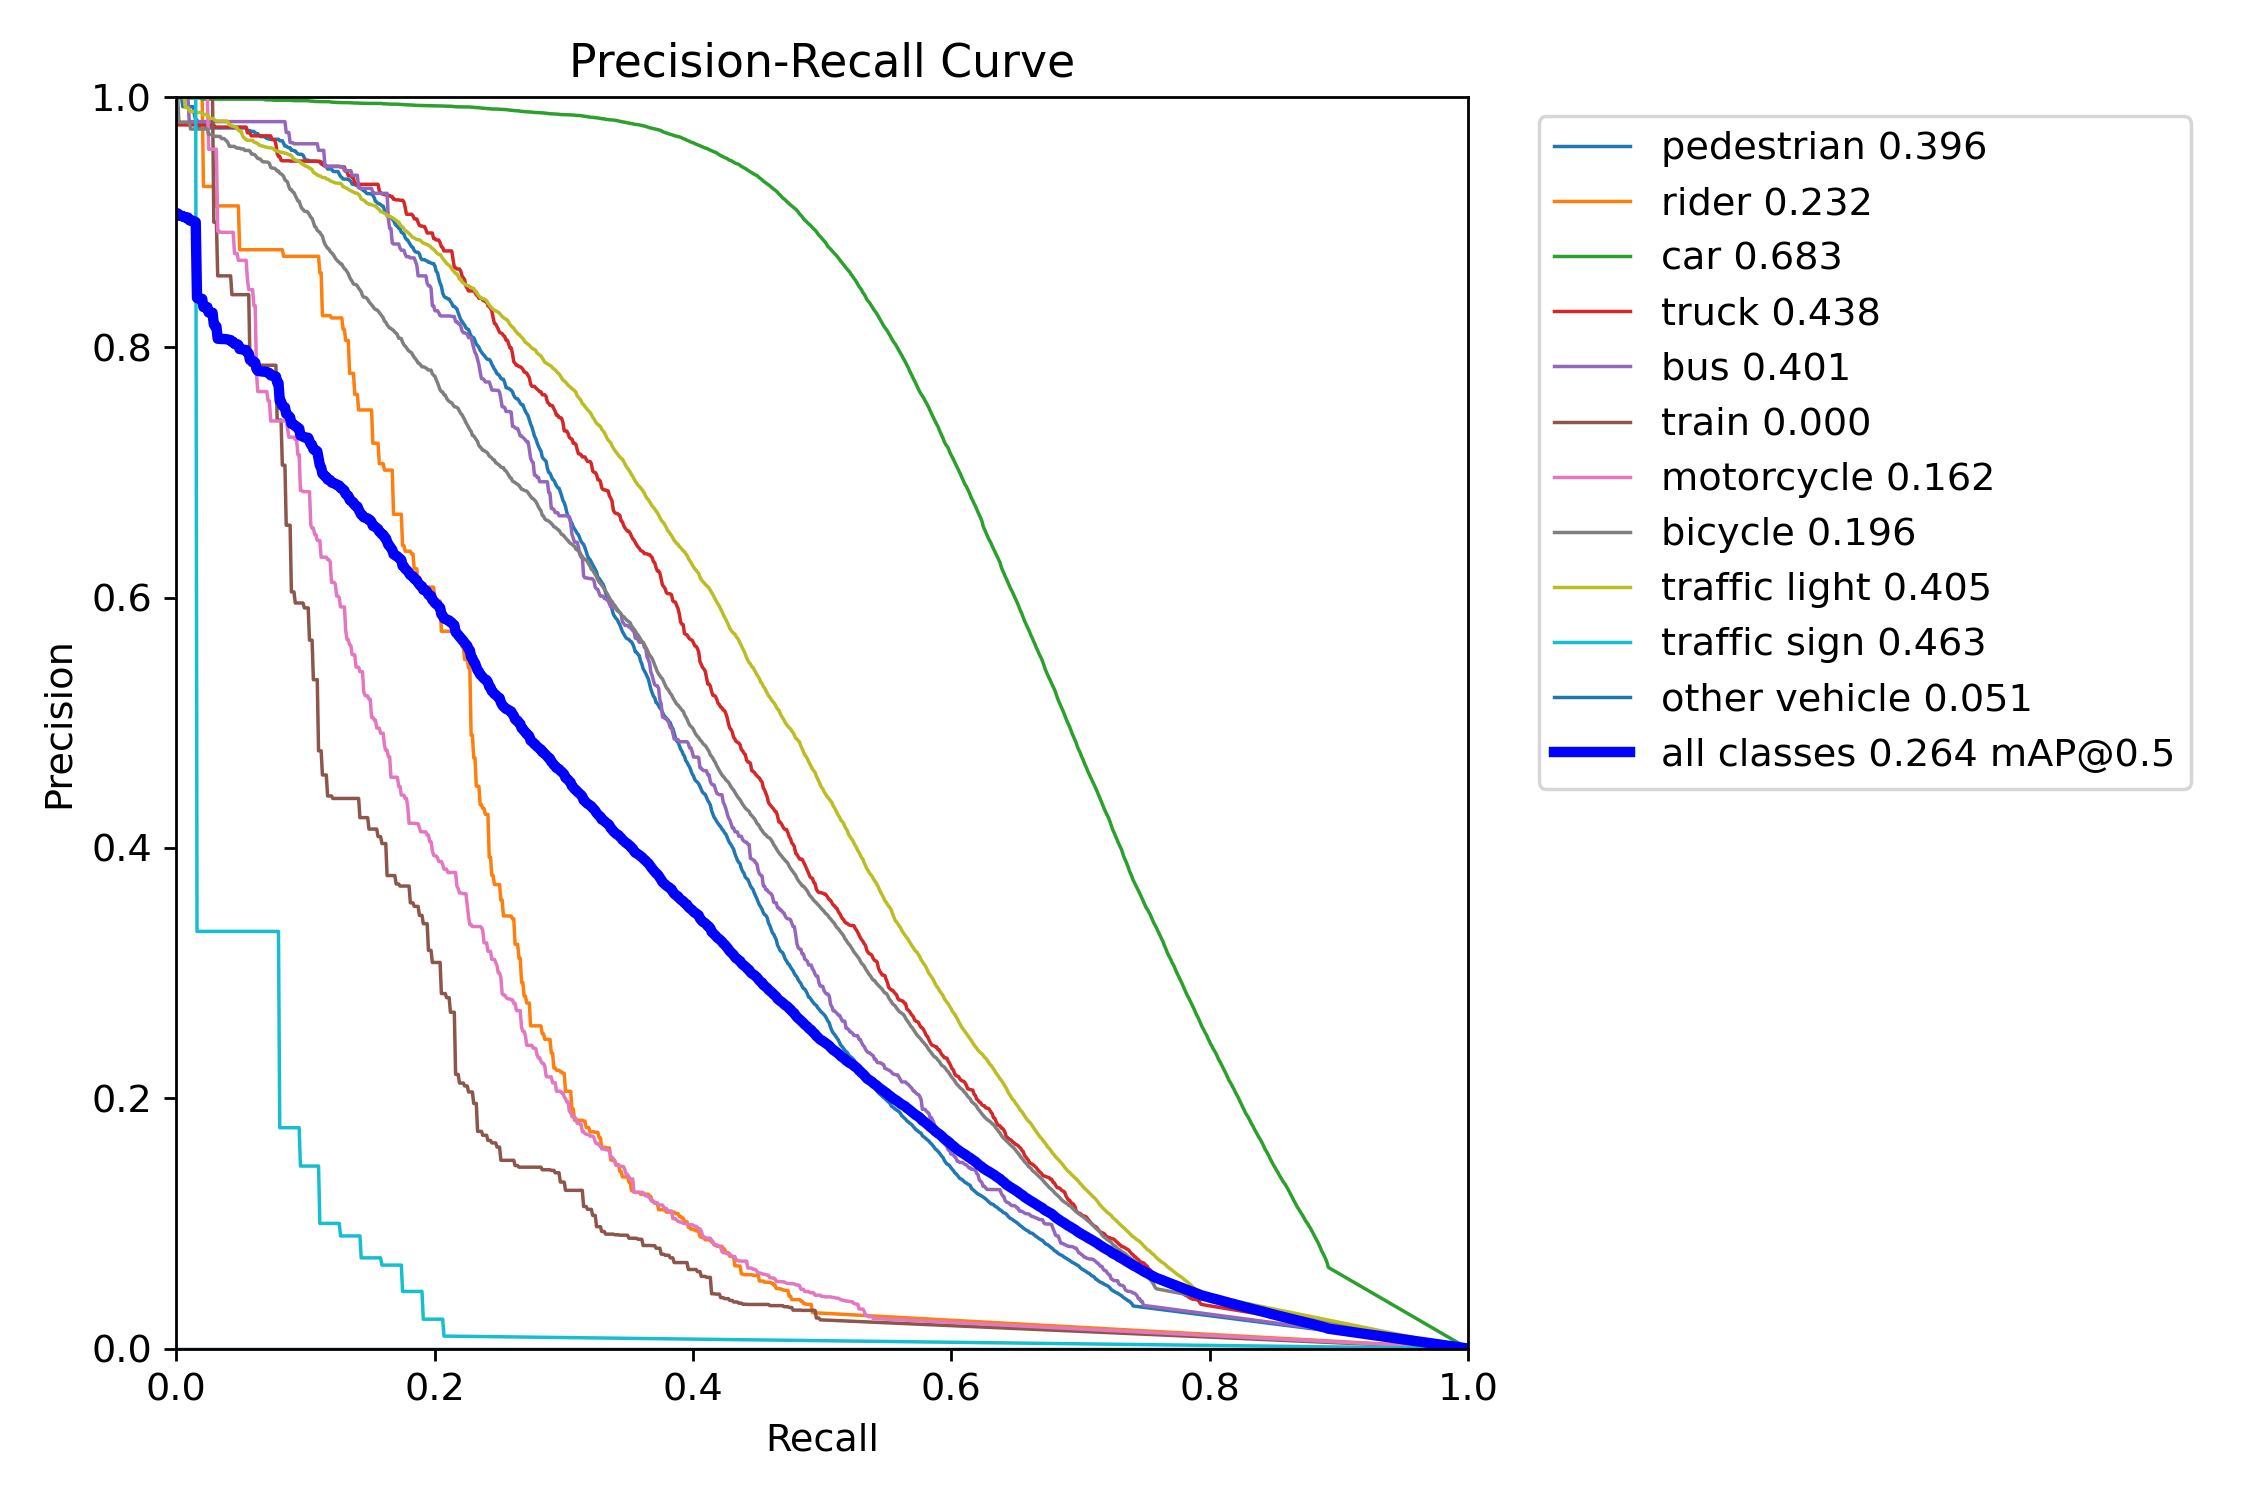 Precision-Recall Curve
1.0
0.8
0.6
0.4
0.2
0.0
Precision
0.0 0.2 0.4 0.6 0.8 1.0
Recall
pedestrian 0.396
rider 0.232
car 0.683
truck 0.438
bus 0.401
train 0.000
motorcycle 0.162
bicycle 0.196
traffic light 0.405
traffic sign 0.463
other vehicle 0.051
all classes 0.264 mAP@0.5